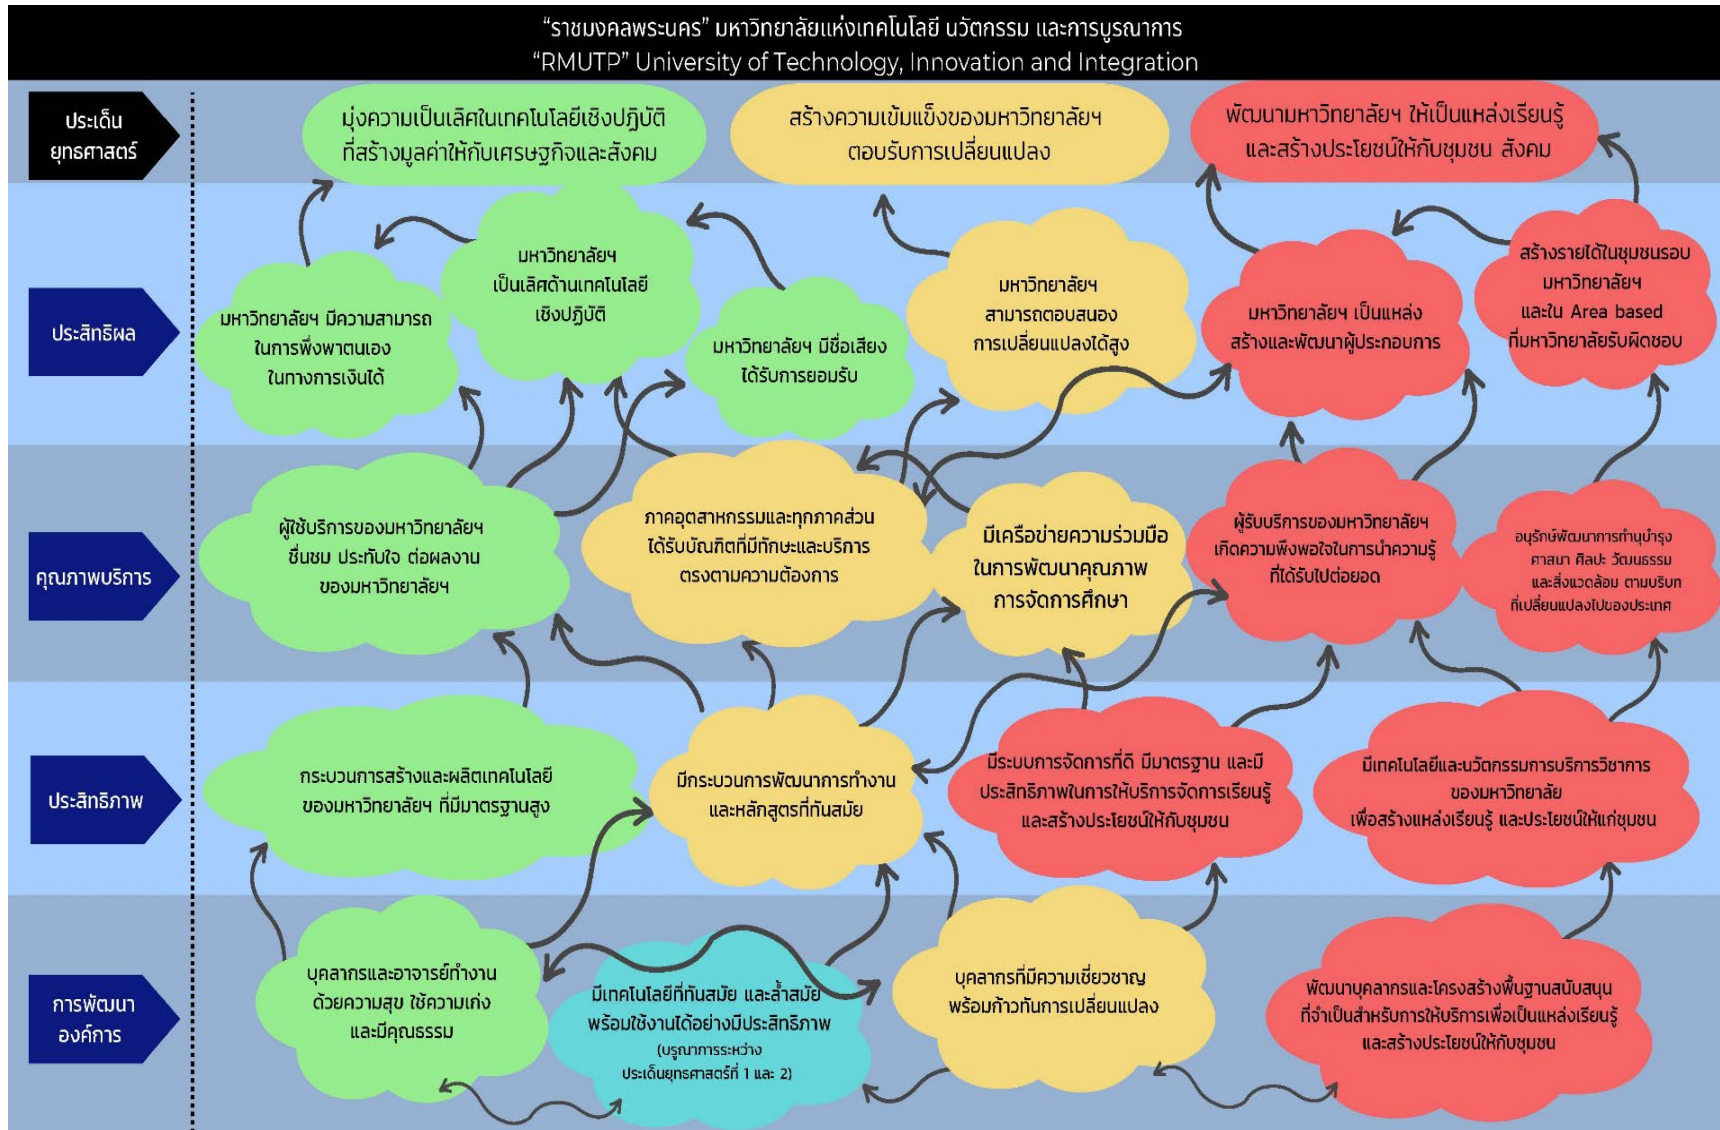 “ราชมงคลพระนคร” มหาวิทยาลัยแห่งเทคโนโลยี นวัตกรรม และการบูรณาการ
“RMUTP” University of Technology, Innovation and Integration
ประเด็น
ยุทธศาสตร์
มุ่งความเป็นเลิศในเทคโนโลยีเชิงปฏิบัติ
ที่สร้างมูลค่าให้กับเศรษฐกิจและสังคม
สร้างความเข้มแข็งของมหาวิทยาลัยฯ
ตอบรับการเปลี่ยนแปลง
พัฒนามหาวิทยาลัยฯ ให้เป็นแหล่งเรียนรู้
และสร้างประโยชน์ให้กับชุมชน สังคม
ประสิทธิผล
มหาวิทยาลัยฯ มีความสามารถ
ในการพึ่งพาตนเอง
ในทางการเงินได้
มหาวิทยาลัยฯ
เป็นเลิศด้านเทคโนโลยี
เชิงปฏิบัติ
มหาวิทยาลัยฯ มีชื่อเสียง
ได้รับการยอมรับ
มหาวิทยาลัยฯ
สามารถตอบสนอง
การเปลี่ยนแปลงได้สูง
มหาวิทยาลัยฯ เป็นแหล่ง
สร้างและพัฒนาผู้ประกอบการ
สร้างรายได้ในชุมชนรอบ
มหาวิทยาลัยฯ
และใน Area based
ที่มหาวิทยาลัยรับผิดชอบ
คุณภาพบริการ
ผู้ใช้บริการของมหาวิทยาลัยฯ
ชื่นชม ประทับใจ ต่อผลงาน
ของมหาวิทยาลัยฯ
ภาคอุตสาหกรรมและทุกภาคส่วน
ได้รับบัณฑิตที่มีทักษะและบริการ
ตรงตามความต้องการ
มีเครือข่ายความร่วมมือ
ในการพัฒนาคุณภาพ
การจัดการศึกษา
ผู้รับบริการของมหาวิทยาลัยฯ
เกิดความพึงพอใจในการนำความรู้
ที่ได้รับไปต่อยอด
อนุรักษ์พัฒนาการทำนุบำรุง
ศาสนา ศิลปะ วัฒนธรรม
และสิ่งแวดล้อม ตามบริบท
ที่เปลี่ยนแปลงไปของประเทศ
ประสิทธิภาพ
กระบวนการสร้างและผลิตเทคโนโลยี
ของมหาวิทยาลัยฯ ที่มีมาตรฐานสูง
มีกระบวนการพัฒนาการทำงาน
และหลักสูตรที่ทันสมัย
มีระบบการจัดการที่ดี มีมาตรฐาน และมี
ประสิทธิภาพในการให้บริการจัดการเรียนรู้
และสร้างประโยชน์ให้กับชุมชน
มีเทคโนโลยีและนวัตกรรมการบริการวิชาการ
ของมหาวิทยาลัย
เพื่อสร้างแหล่งเรียนรู้ และประโยชน์ให้แก่ชุมชน
การพัฒนา
องค์การ
บุคลากรและอาจารย์ทำงาน
ด้วยความสุข ใช้ความเก่ง
และมีคุณธรรม
มีเทคโนโลยีที่ทันสมัย และล้ำสมัย
พร้อมใช้งานได้อย่างมีประสิทธิภาพ
(บรูณาการระหว่าง
ประเด็นยุทธศาสตร์ที่ 1 และ 2)
บุคลากรที่มีความเชี่ยวชาญ
พร้อมก้าวทันการเปลี่ยนแปลง
พัฒนาบุคลากรและโครงสร้างพื้นฐานสนับสนุน
ที่จำเป็นสำหรับการให้บริการเพื่อเป็นแหล่งเรียนรู้
และสร้างประโยชน์ให้กับชุมชน